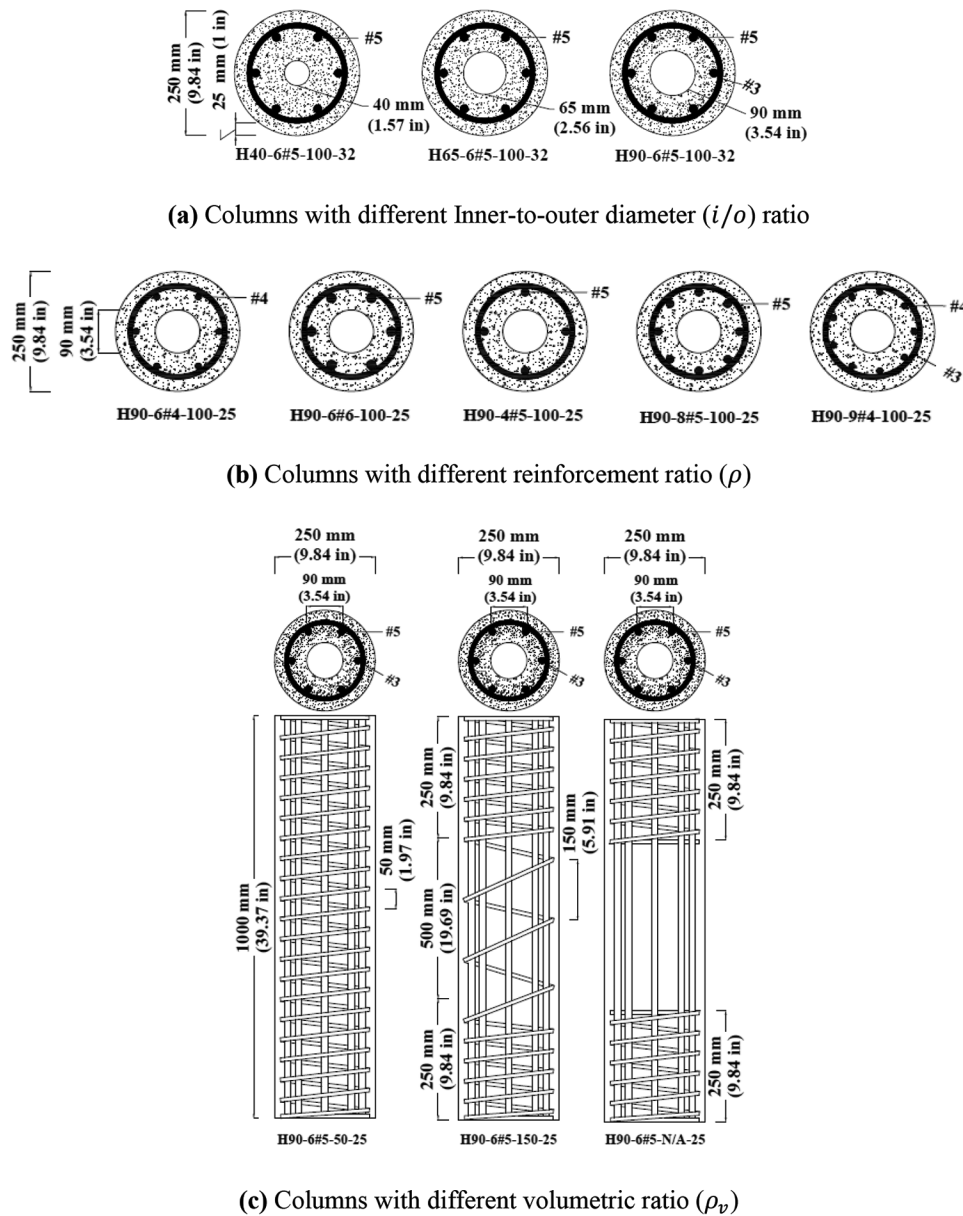 250 mm
(9.84 in)
25 mm (1 in)
#5
40 mm
(1.57 in)
H40-6#5-100-32
#5
65 mm
(2.56 in)
H65-6#5-100-32
#5
#3
90 mm
(3.54 in)
H90-6#5-100-32
(a) Columns with different Inner-to-outer diameter (i/o) ratio
250 mm
(9.84 in)
90 mm
(3.54 in)
#4
H90-6#4-100-25
#5
H90-6#6-100-25
#5
H90-4#5-100-25
#5
H90-8#5-100-25
#4
#3
H90-9#4-100-25
(b) Columns with different reinforcement ratio (ρ)
250 mm
(9.84 in)
90 mm
(3.54 in)
#5
#3
1000 mm
(39.37 in)
50 mm
(1.97 in)
H90-6#5-50-25
250 mm
(9.84 in)
90 mm
(3.54 in)
#5
#3
250 mm
(9.84 in)
150 mm
(5.91 in)
500 mm
(19.69 in)
250 mm
(9.84 in)
H90-6#5-150-25
250 mm
(9.84 in)
90 mm
(3.54 in)
#5
#3
250 mm
(9.84 in)
250 mm
(9.84 in)
H90-6#5-N/A-25
(c) Columns with different volumetric ratio (ρᵥ)